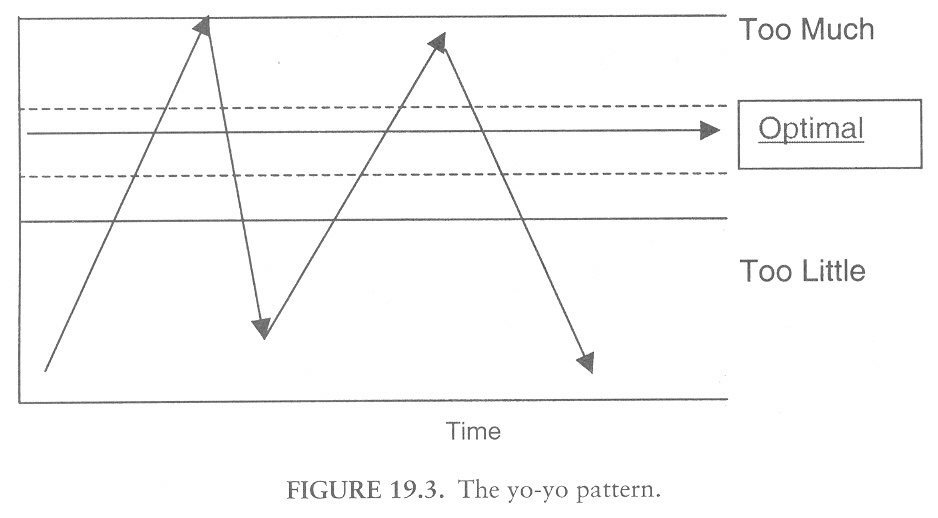 Too Much
Optimal
Too Little
Time
FIGURE 19.3. The yo-yo pattern.